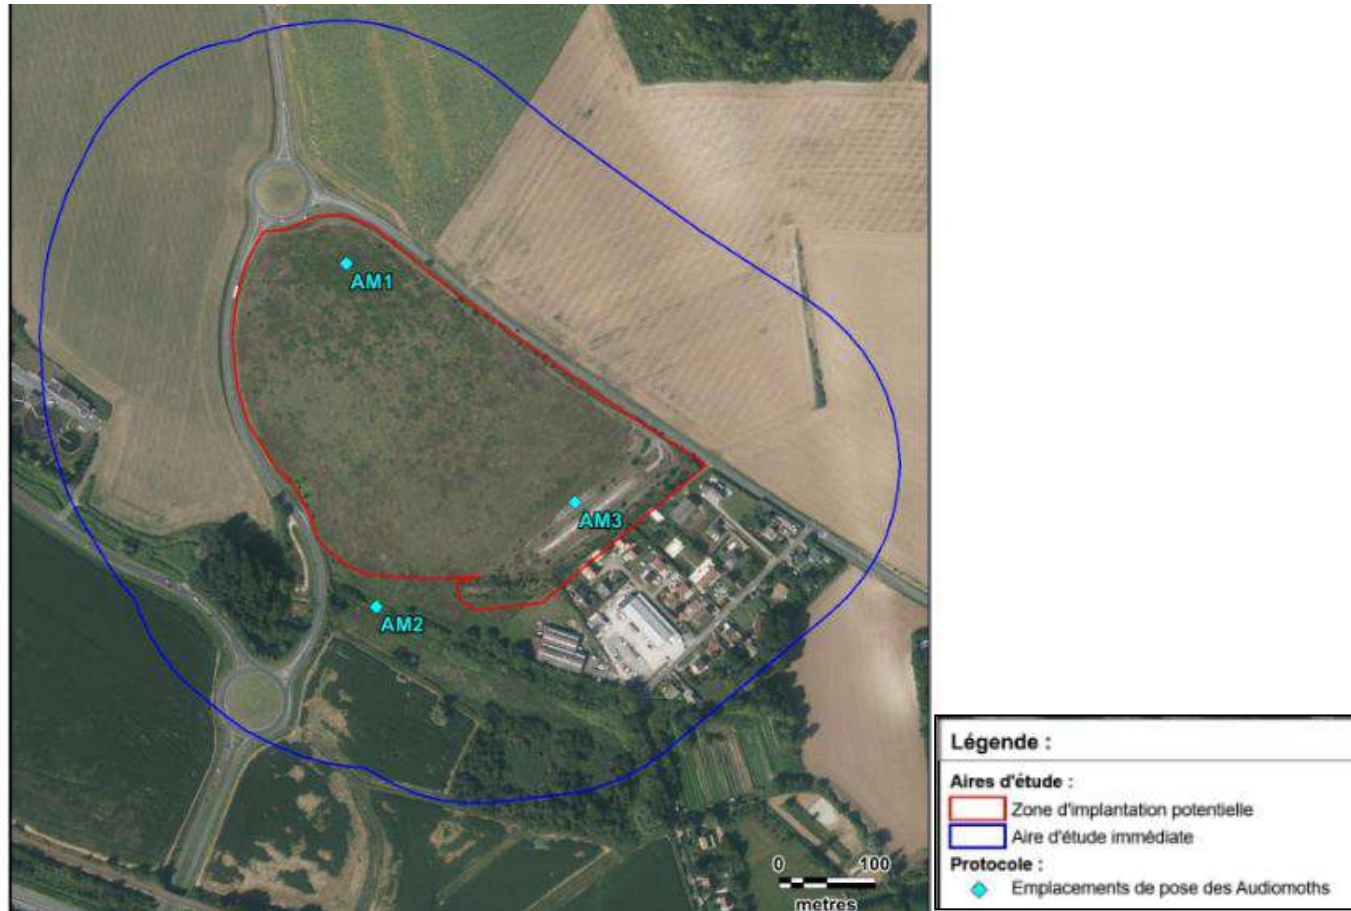 AM1
AM3
AM2
0 100
metres
Légende :
Aires d'étude :
Zone d'implantation potentielle
Aire d'étude immédiate
Protocole :
Emplacements de pose des Audiomoths